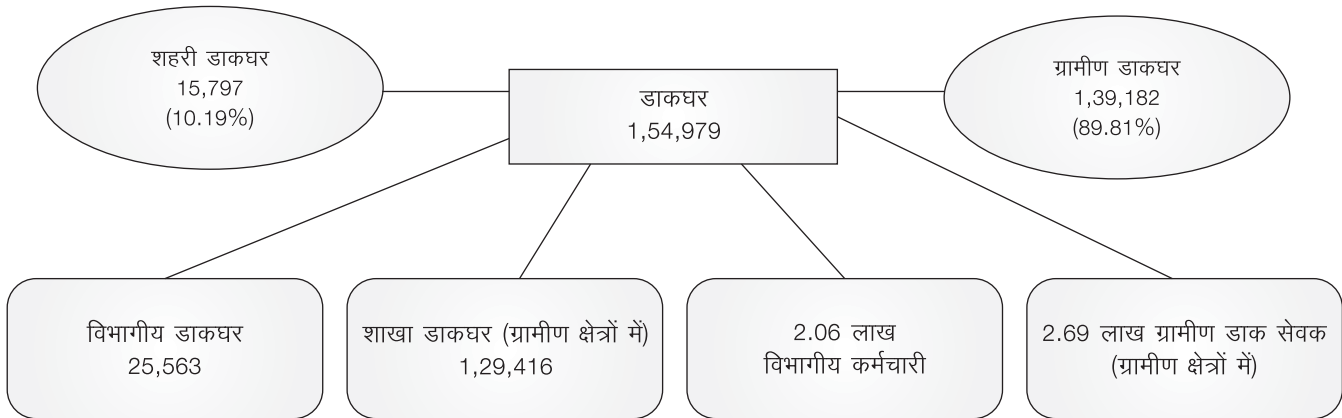 शहरी डाकघर
15,797
(10.19%)
डाकघर
1,54,979
ग्रामीण डाकघर
1,39,182
(89.81%)
विभागीय डाकघर
25,563
शाखा डाकघर (ग्रामीण क्षेत्रों में)
1,29,416
2.06 लाख
विभागीय कर्मचारी
2.69 लाख ग्रामीण डाक सेवक
(ग्रामीण क्षेत्रों में)